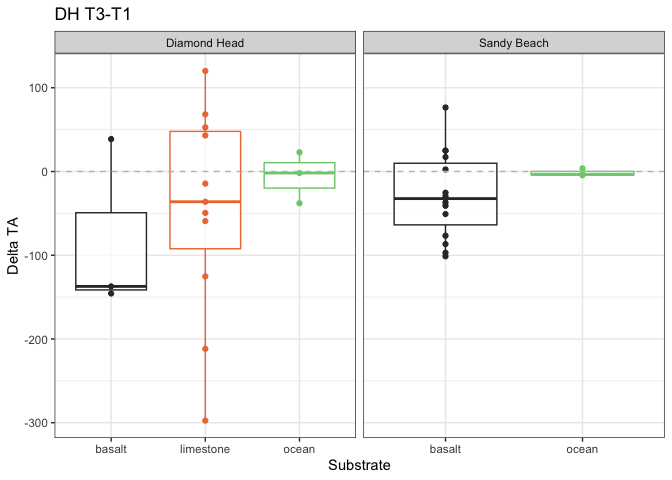 DH T3-T1
Diamond Head
Sandy Beach
100
0
-100
-200
-300
Delta TA
basalt
limestone
ocean
basalt
ocean
Substrate